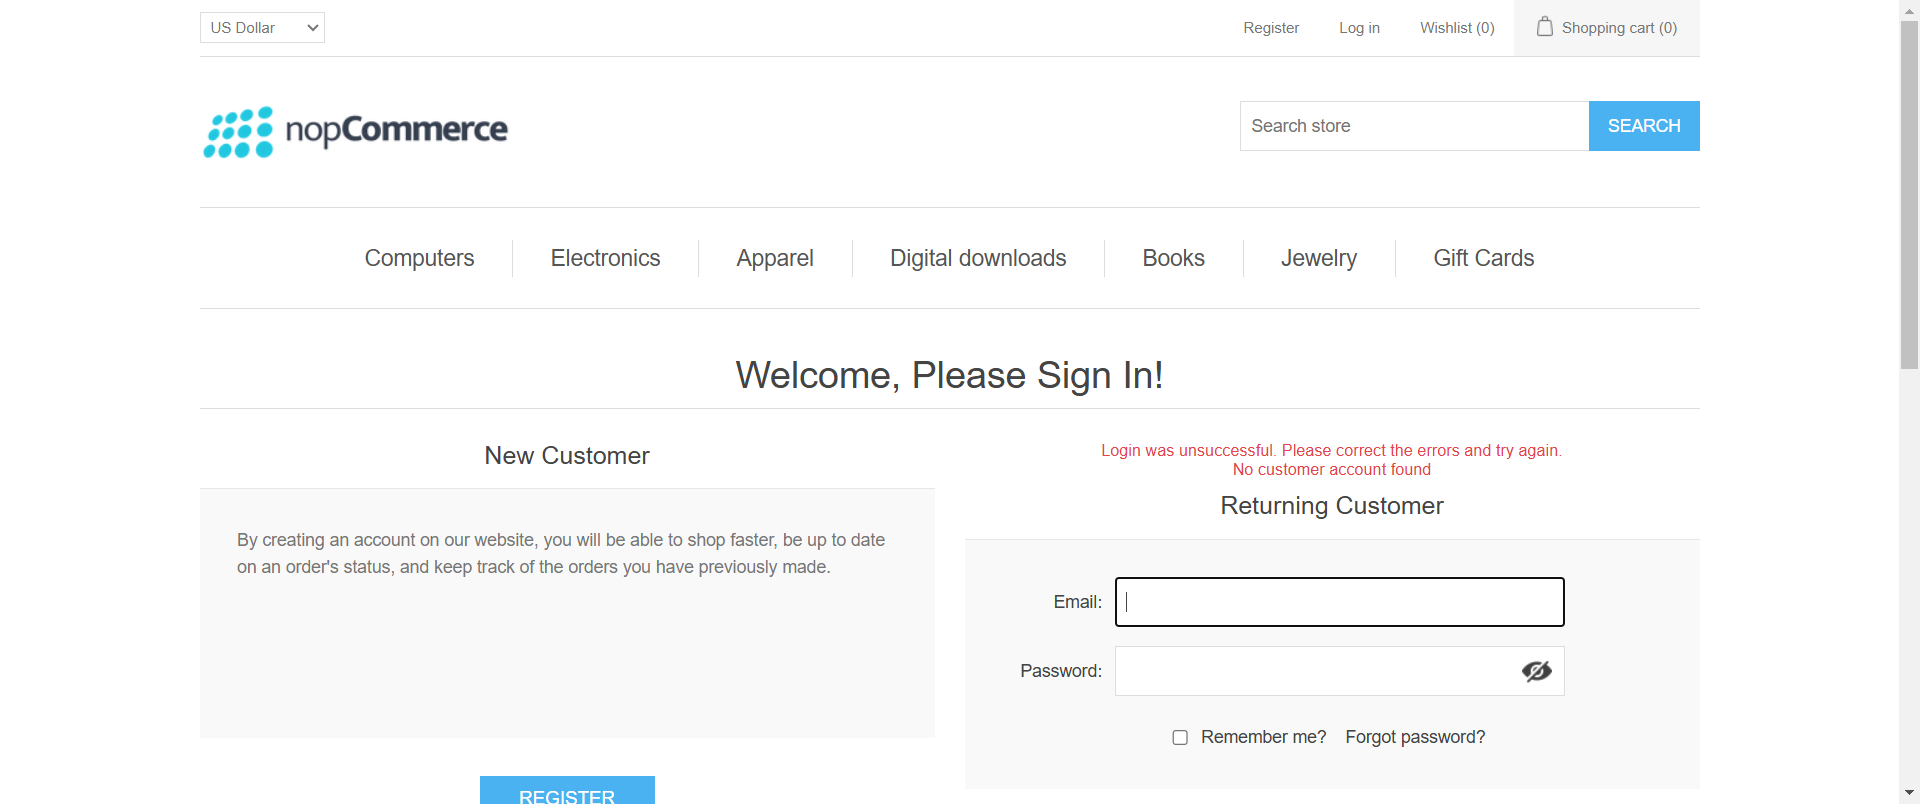 US Dollar
Register
Log in
Wishlist (0)
Shopping cart (0)
nopCommerce
Search store
SEARCH
Computers
Electronics
Apparel
Digital downloads
Books
Jewelry
Gift Cards
Welcome, Please Sign In!
New Customer
By creating an account on our website, you will be able to shop faster, be up to date
on an order's status, and keep track of the orders you have previously made.
REGISTER
Login was unsuccessful. Please correct the errors and try again.
No customer account found
Returning Customer
Email:
Password:
Remember me?
Forgot password?